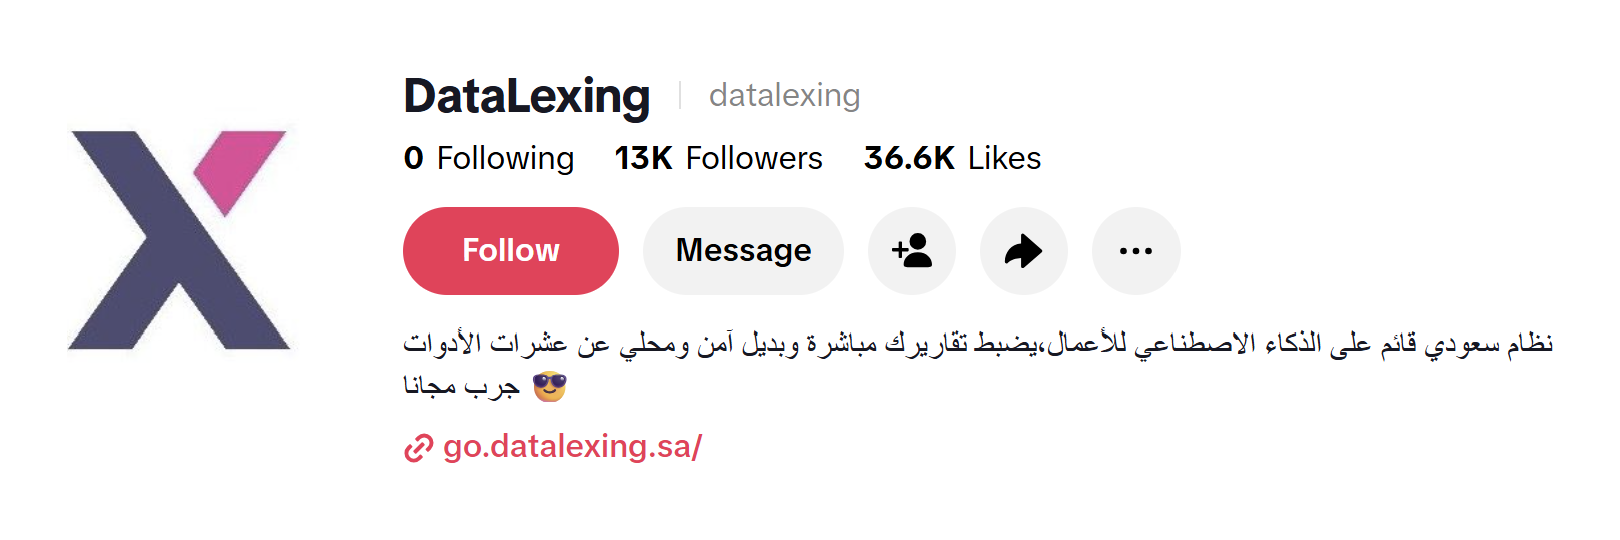 DataLexing datalexing
0 Following 13K Followers 36.6K Likes
Follow Message
نظام سعودي قائم على الذكاء الاصطناعي للأعمال،يضبط تقاريرك مباشرة وبديل آمن ومحلي عن عشرات الأدوات
😎 جرب مجانا
go.datalexing.sa/